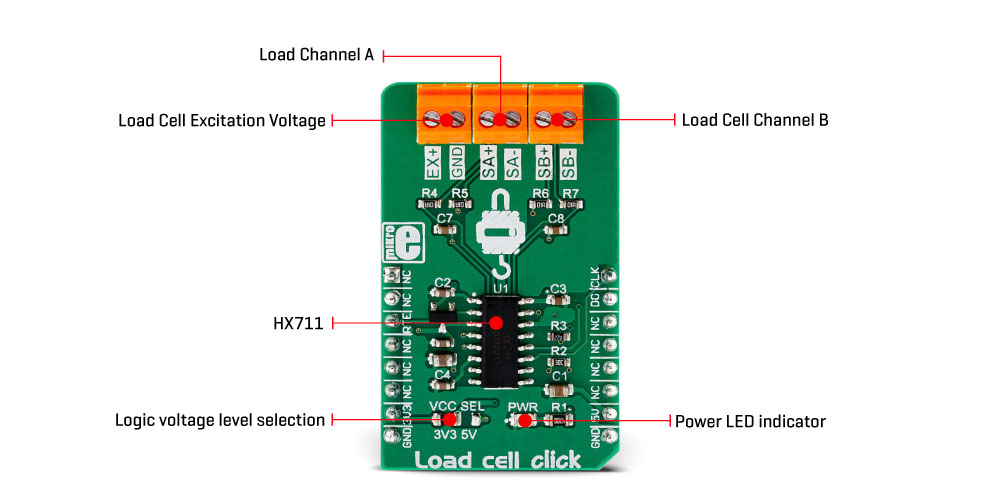 Load Channel A
Load Cell Excitation Voltage
Load Cell Channel B
EX+ GND SA+ SA- SB+ SB-
R4 R5 R6 R7
C7 C8
mikro e
U1
NC CLK
C2 C3
NC DO
HX711
R3
NC
NC
R2
NC
NC
C4 C1
NC
NC
Logic voltage level selection
VCC SEL PWR R1
3V3
Power LED indicator
3V3 5V
GND GND
Load cell click